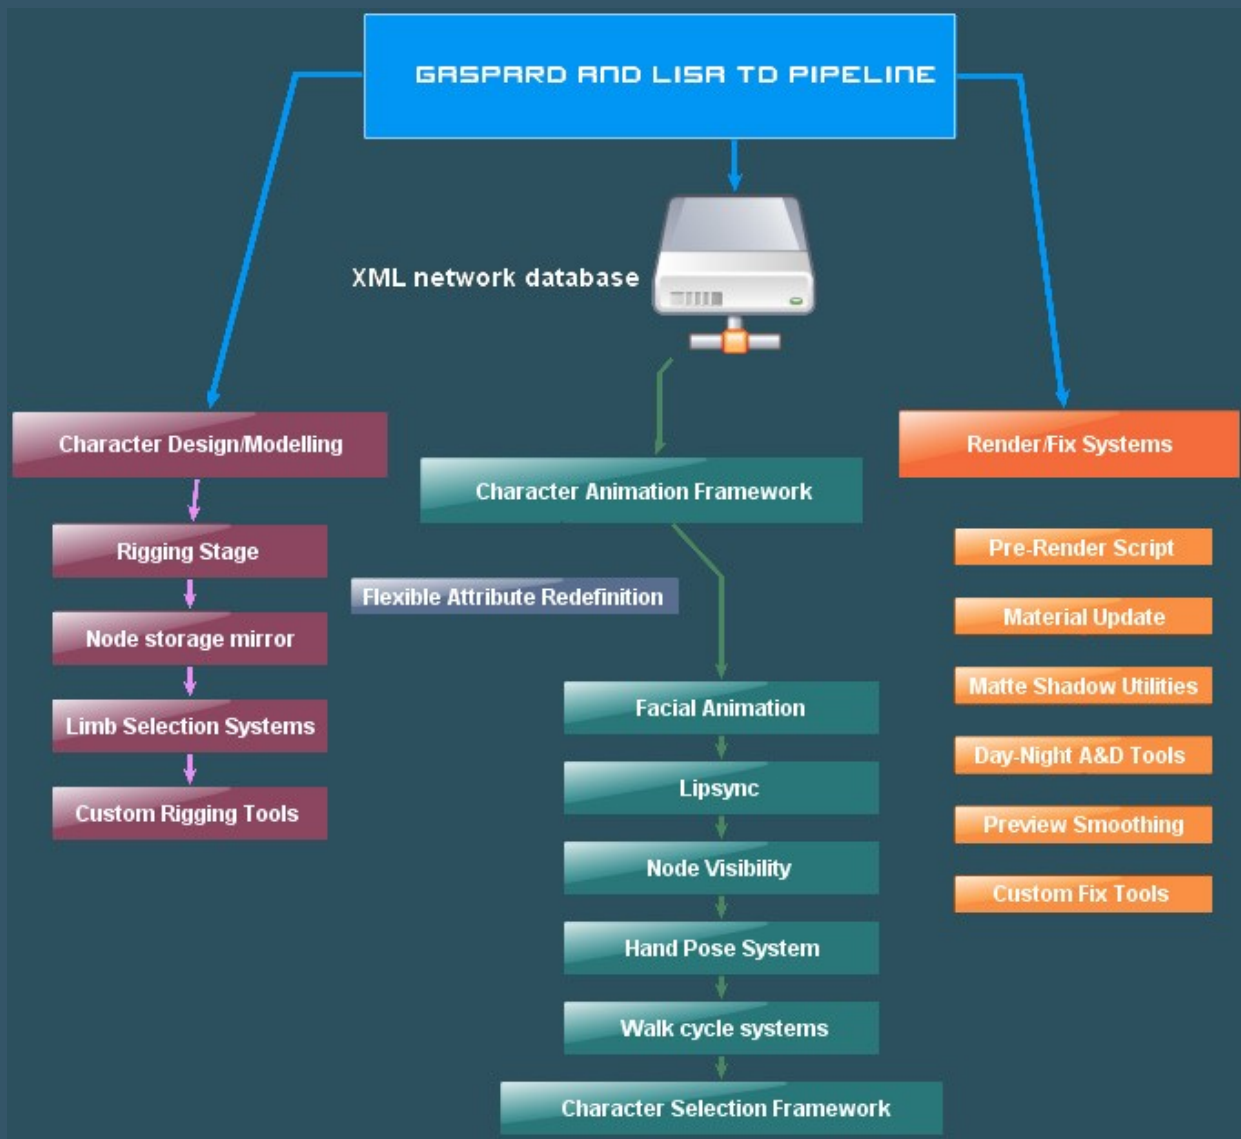 GASPARD AND LISA TD PIPELINE
XML network database
Character Design/Modelling
Rigging Stage
Node storage mirror
Limb Selection Systems
Custom Rigging Tools
Character Animation Framework
Flexible Attribute Redefinition
Facial Animation
Lipsync
Node Visibility
Hand Pose System
Walk cycle systems
Character Selection Framework
Render/Fix Systems
Pre-Render Script
Material Update
Matte Shadow Utilities
Day-Night A&D Tools
Preview Smoothing
Custom Fix Tools